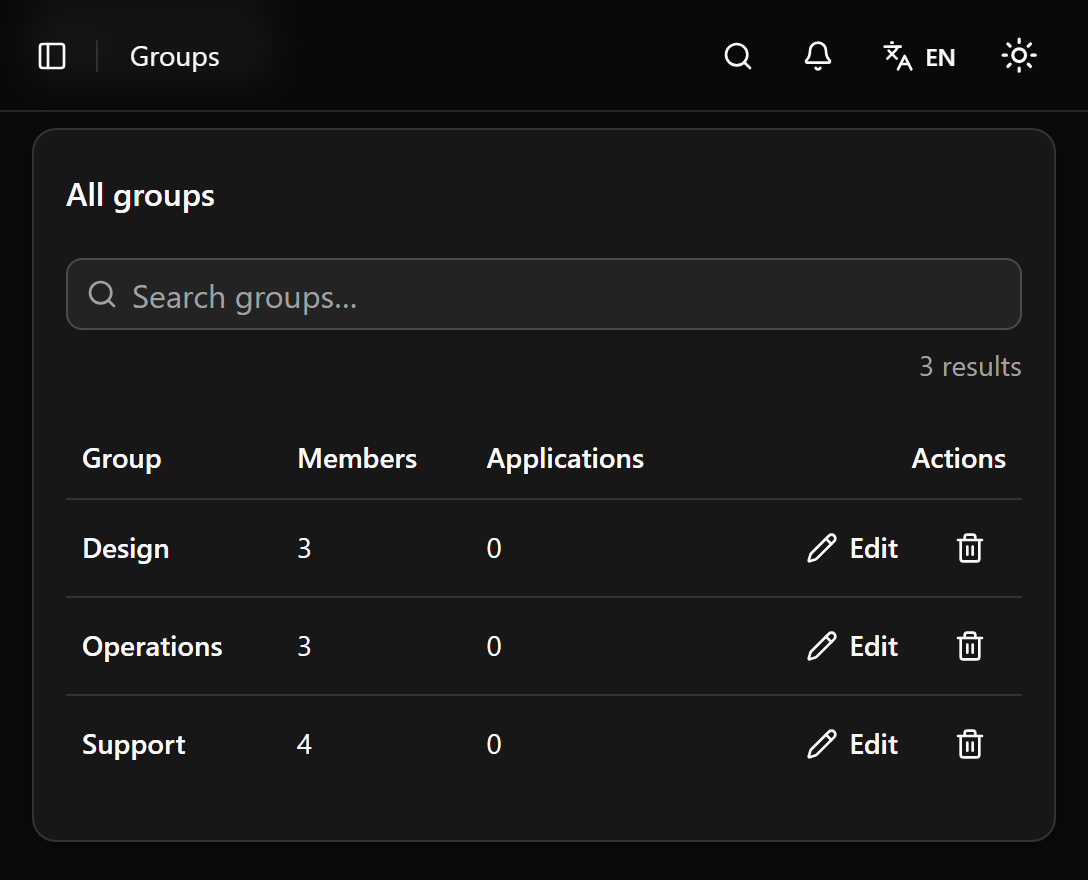 Groups EN
All groups
Search groups...
3 results
Group Members Applications Actions
Design 3 0 Edit
Operations 3 0 Edit
Support 4 0 Edit